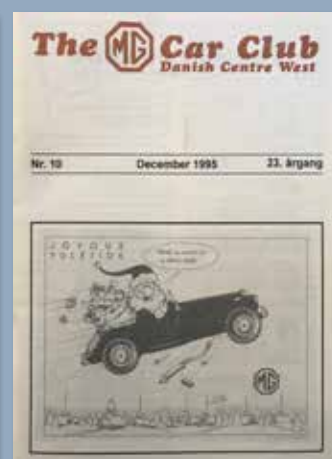 The MG Car Club
Danish Centre West
Nr. 10 December 1995 23. årgang
JOYOUS
YULETIDE
MG